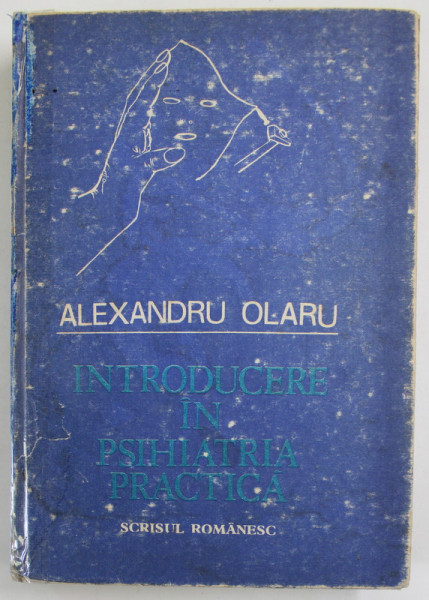 ALEXANDRU OLARU
INTRODUCERE
ÎN
PSIHIATRIA
PRACTICĂ
SCRISUL ROMÂNESC